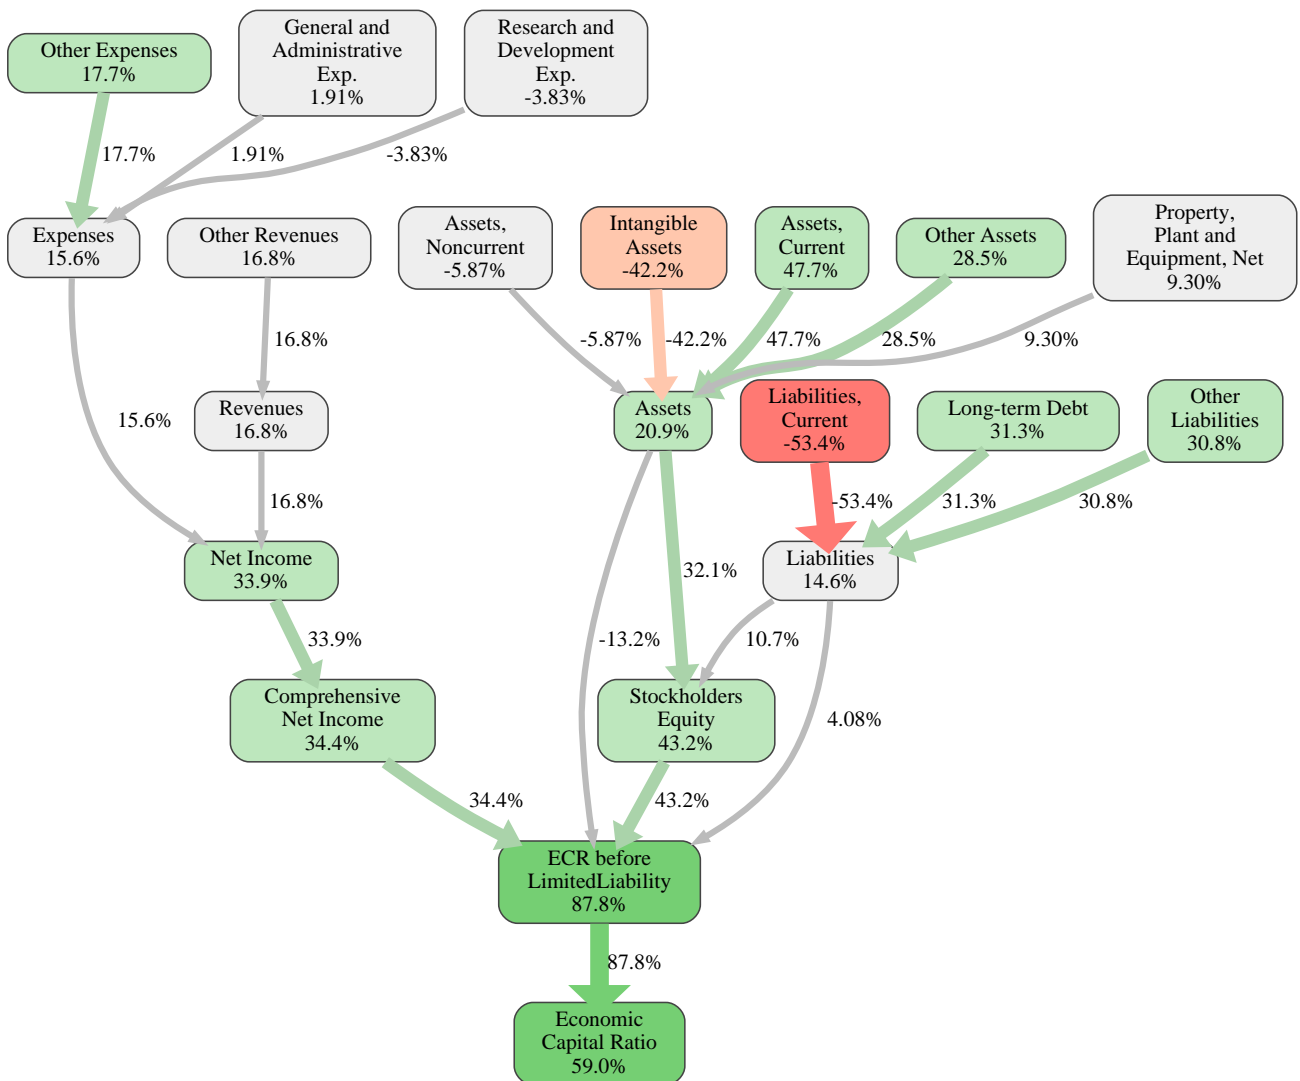 General and
Administrative
Exp.
1.91%
Research and
Development
Exp.
-3.83%
Other Expenses
17.7%
17.7%
1.91%
-3.83%
Expenses
15.6%
Other Revenues
16.8%
Assets,
Noncurrent
-5.87%
Intangible
Assets
-42.2%
Assets,
Current
47.7%
Other Assets
28.5%
Property,
Plant and
Equipment, Net
9.30%
16.8%
-5.87%
-42.2%
47.7%
28.5%
9.30%
15.6%
Revenues
16.8%
Assets
20.9%
Liabilities,
Current
-53.4%
Long-term Debt
31.3%
Other
Liabilities
30.8%
16.8%
-53.4%
31.3%
30.8%
Net Income
33.9%
32.1%
Liabilities
14.6%
33.9%
-13.2%
10.7%
Comprehensive
Net Income
34.4%
Stockholders
Equity
43.2%
4.08%
34.4%
43.2%
ECR before
LimitedLiability
87.8%
87.8%
Economic
Capital Ratio
59.0%